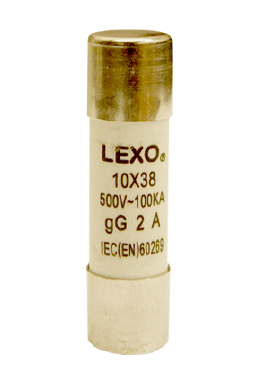 LEXO®
10X38
500V~100KA
gG 2 A
IEC(EN)60269